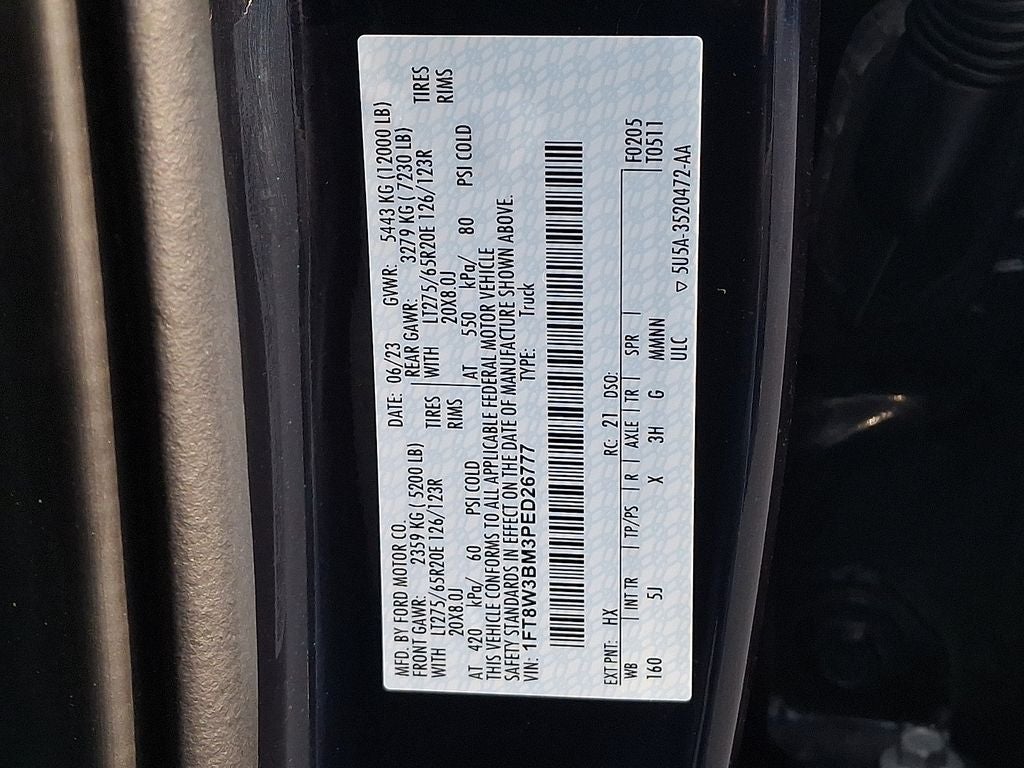 MFD. BY FORD MOTOR CO.
DATE: 06/23 GVWR: 5443 KG (12000 LB)
FRONT GAWR: 2359 KG ( 5200 LB)
REAR GAWR: 3279 KG ( 7230 LB)
WITH LT275/65R20E 126/123R TIRES
WITH LT275/65R20E 126/123R TIRES
20X8.0J RIMS
20X8.0J RIMS
AT 420 kPa/ 60 PSI COLD
AT 550 kPa/ 80 PSI COLD
THIS VEHICLE CONFORMS TO ALL APPLICABLE FEDERAL MOTOR VEHICLE
SAFETY STANDARDS IN EFFECT ON THE DATE OF MANUFACTURE SHOWN ABOVE.
VIN: 1FT8W3BM3PED26777 TYPE: Truck
EXT PNT: HX RC: 21 DSO:
WB INT TR TP/PS R AXLE TR SPR F0205
160 5J X 3H G MMNN T0511
ULC ▽ 5U5A-3520472-AA